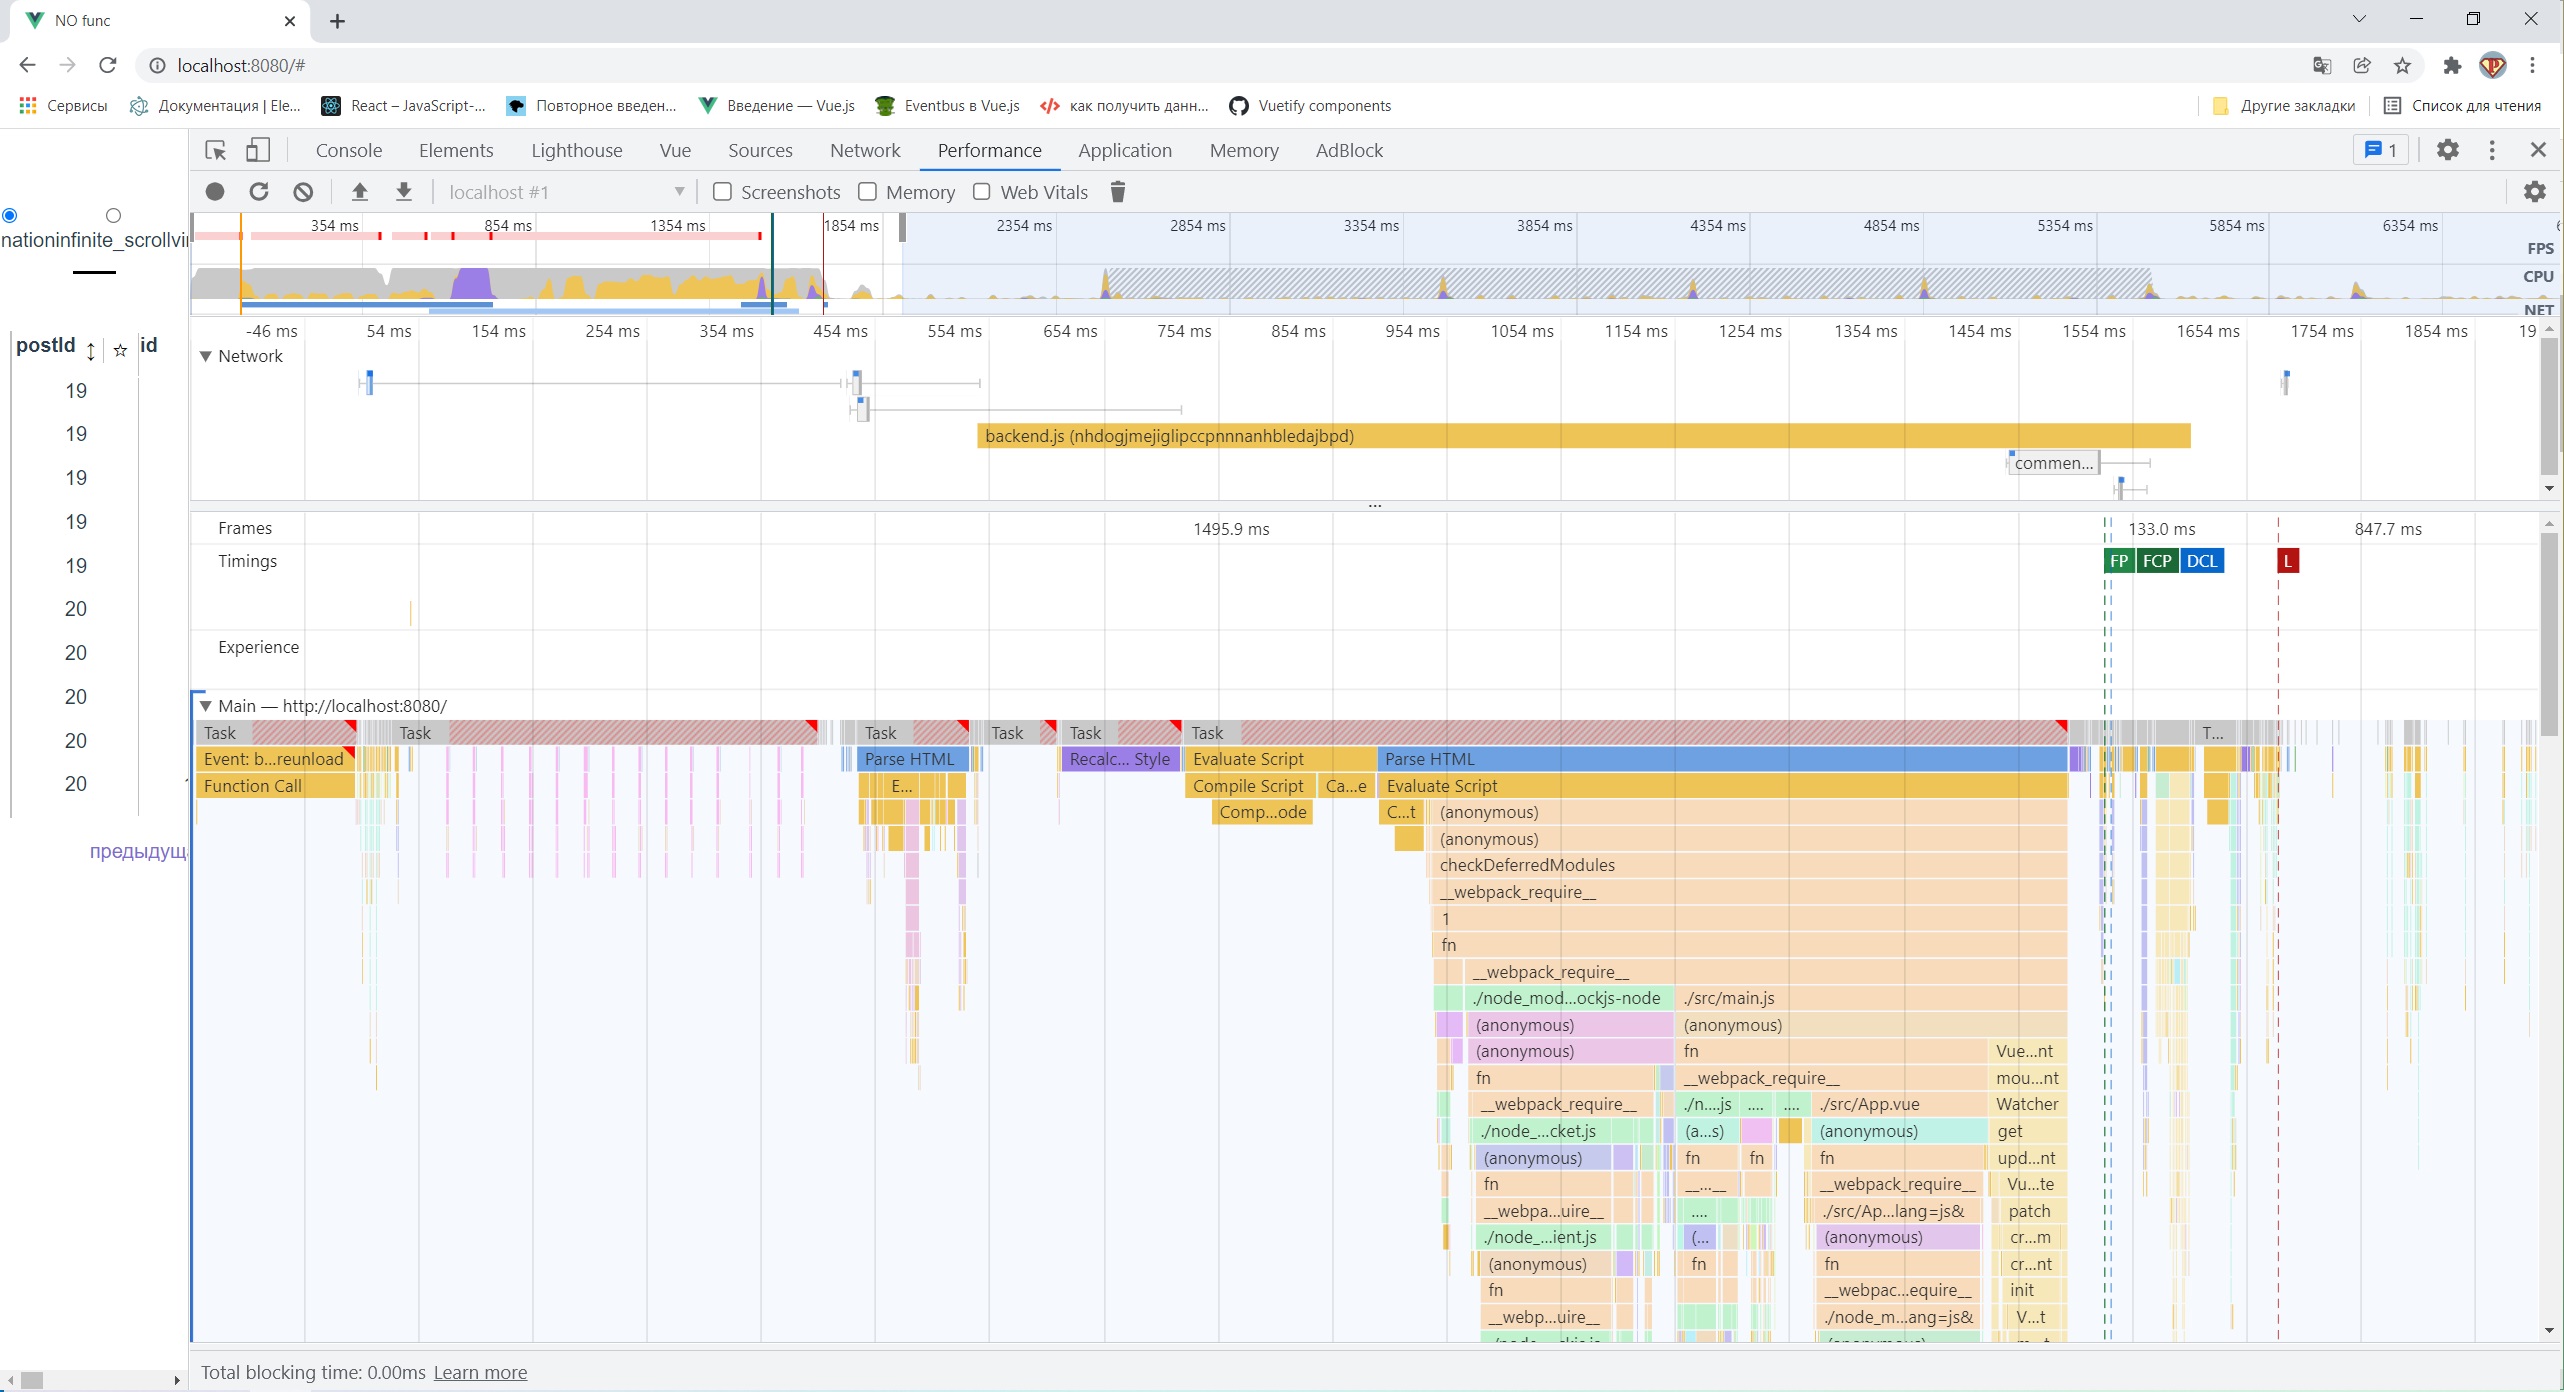 NO func
localhost:8080/#
Сервисы Документация | Ele... React – JavaScript-... Повторное введен... Введение — Vue.js Eventbus в Vue.js как получить данн... Vuetify components Другие закладки Список для чтения
Console Elements Lighthouse Vue Sources Network Performance Application Memory AdBlock 1
localhost #1 Screenshots Memory Web Vitals
354 ms 854 ms 1354 ms 1854 ms 2354 ms 2854 ms 3354 ms 3854 ms 4354 ms 4854 ms 5354 ms 5854 ms 6354 ms
FPS
CPU
NET
nationinfinite_scrollvi
-46 ms 54 ms 154 ms 254 ms 354 ms 454 ms 554 ms 654 ms 754 ms 854 ms 954 ms 1054 ms 1154 ms 1254 ms 1354 ms 1454 ms 1554 ms 1654 ms 1754 ms 1854 ms 19
postId id
19
19
19
19
19
20
20
20
20
20
предыдущ
Network
backend.js (nhdogjmejiglipccpnnnanhbledajbpd)
commen...
...
Frames 1495.9 ms 133.0 ms 847.7 ms
Timings FP FCP DCL L
Experience
Main — http://localhost:8080/
Task Task Task Task Task Task T...
Event: b...reunload Parse HTML Recalc... Style Evaluate Script Parse HTML
Function Call E... Compile Script Ca...e Evaluate Script
Comp...ode C...t (anonymous)
(anonymous)
checkDeferredModules
__webpack_require__
1
fn
__webpack_require__
./node_mod...ockjs-node ./src/main.js
(anonymous) (anonymous)
(anonymous) fn Vue...nt
fn __webpack_require__ mou...nt
__webpack_require__ ./n....js .... .... ./src/App.vue Watcher
./node_...cket.js (a...s) (anonymous) get
(anonymous) fn fn fn upd...nt
fn __...__ __webpack_require__ Vu...te
__webpa...uire__ .... ./src/Ap...lang=js& patch
./node_...ient.js (... (anonymous) cr...m
(anonymous) fn fn cr...nt
fn __webpac...equire__ init
__webp...uire__ ./node_m...ang=js& V...t
Total blocking time: 0.00ms Learn more